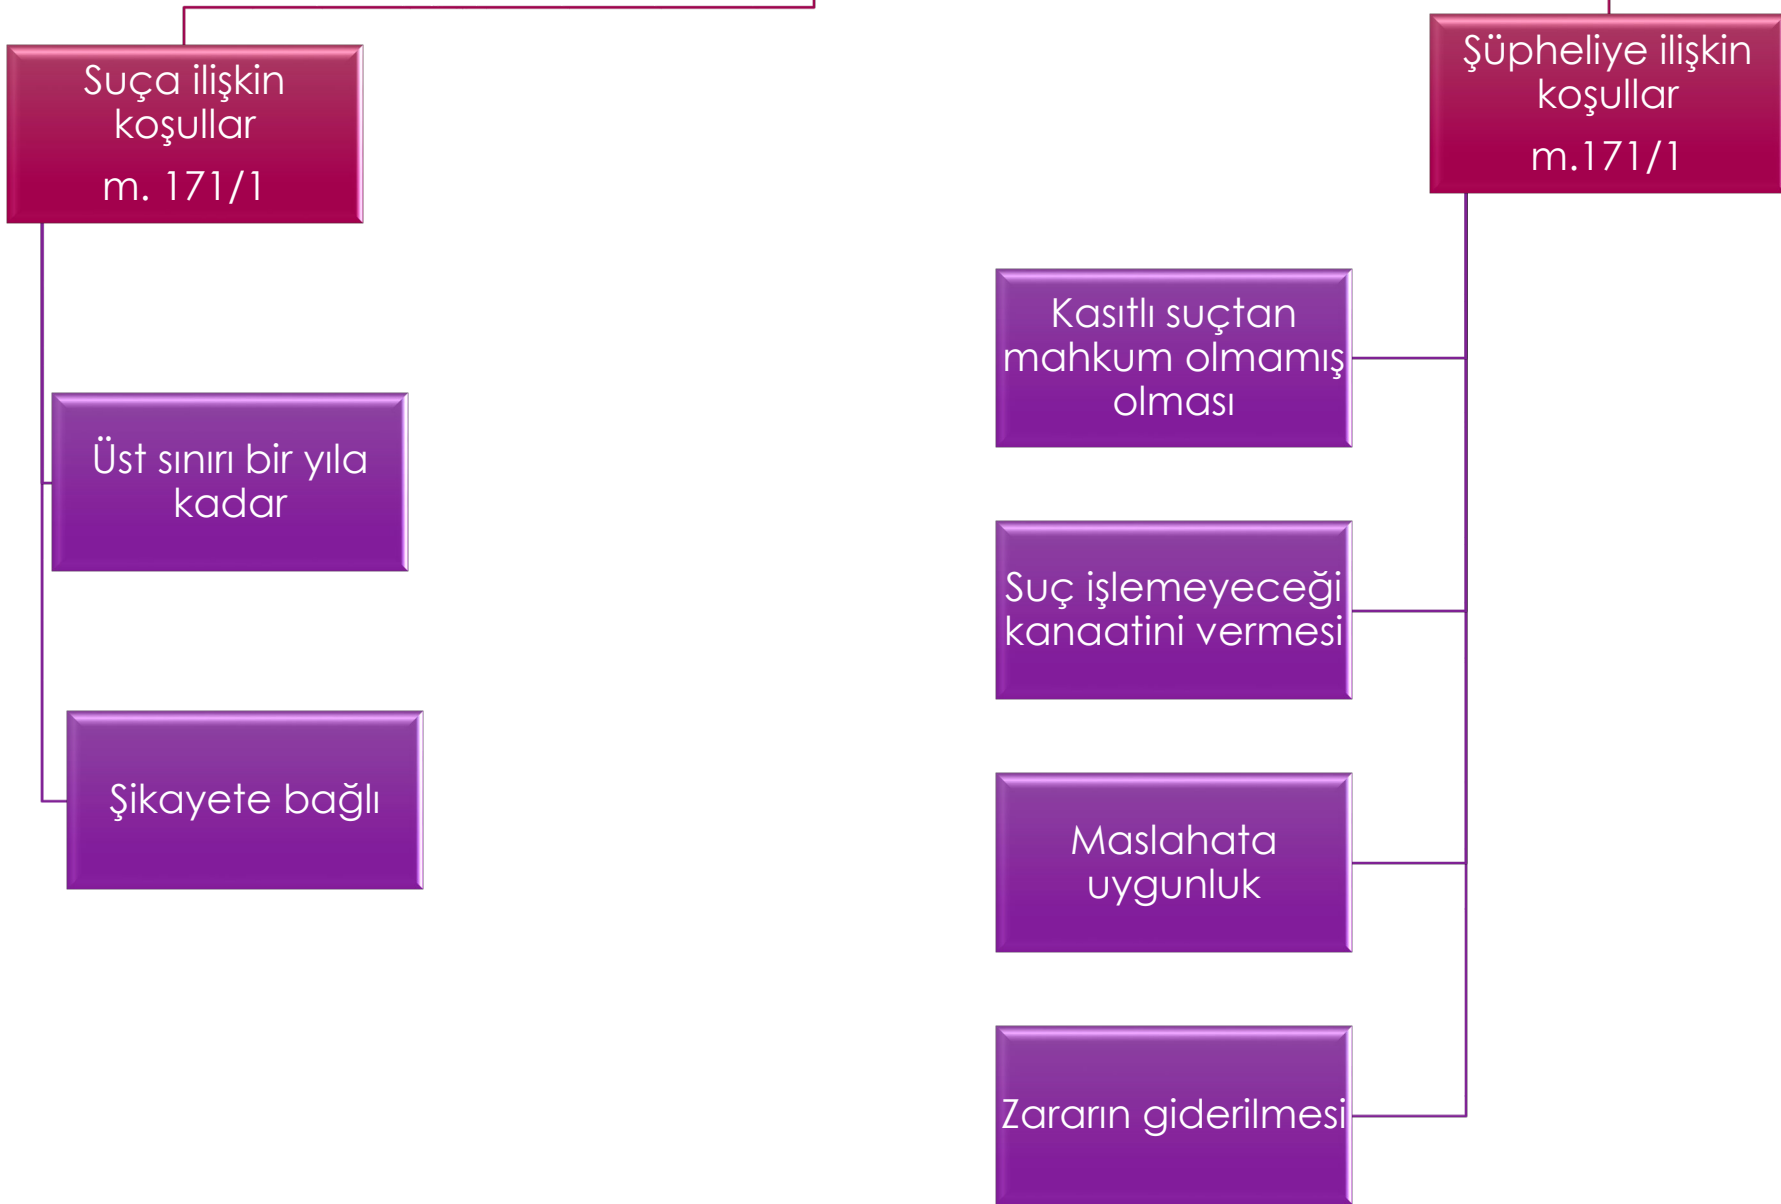 Suça ilişkin
koşullar
m. 171/1
Üst sınırı bir yıla
kadar
Şikayete bağlı
Şüpheliye ilişkin
koşullar
m.171/1
Kasıtlı suçtan
mahkum olmamış
olması
Suç işlemeyeceği
kanaatini vermesi
Maslahata
uygunluk
Zararın giderilmesi